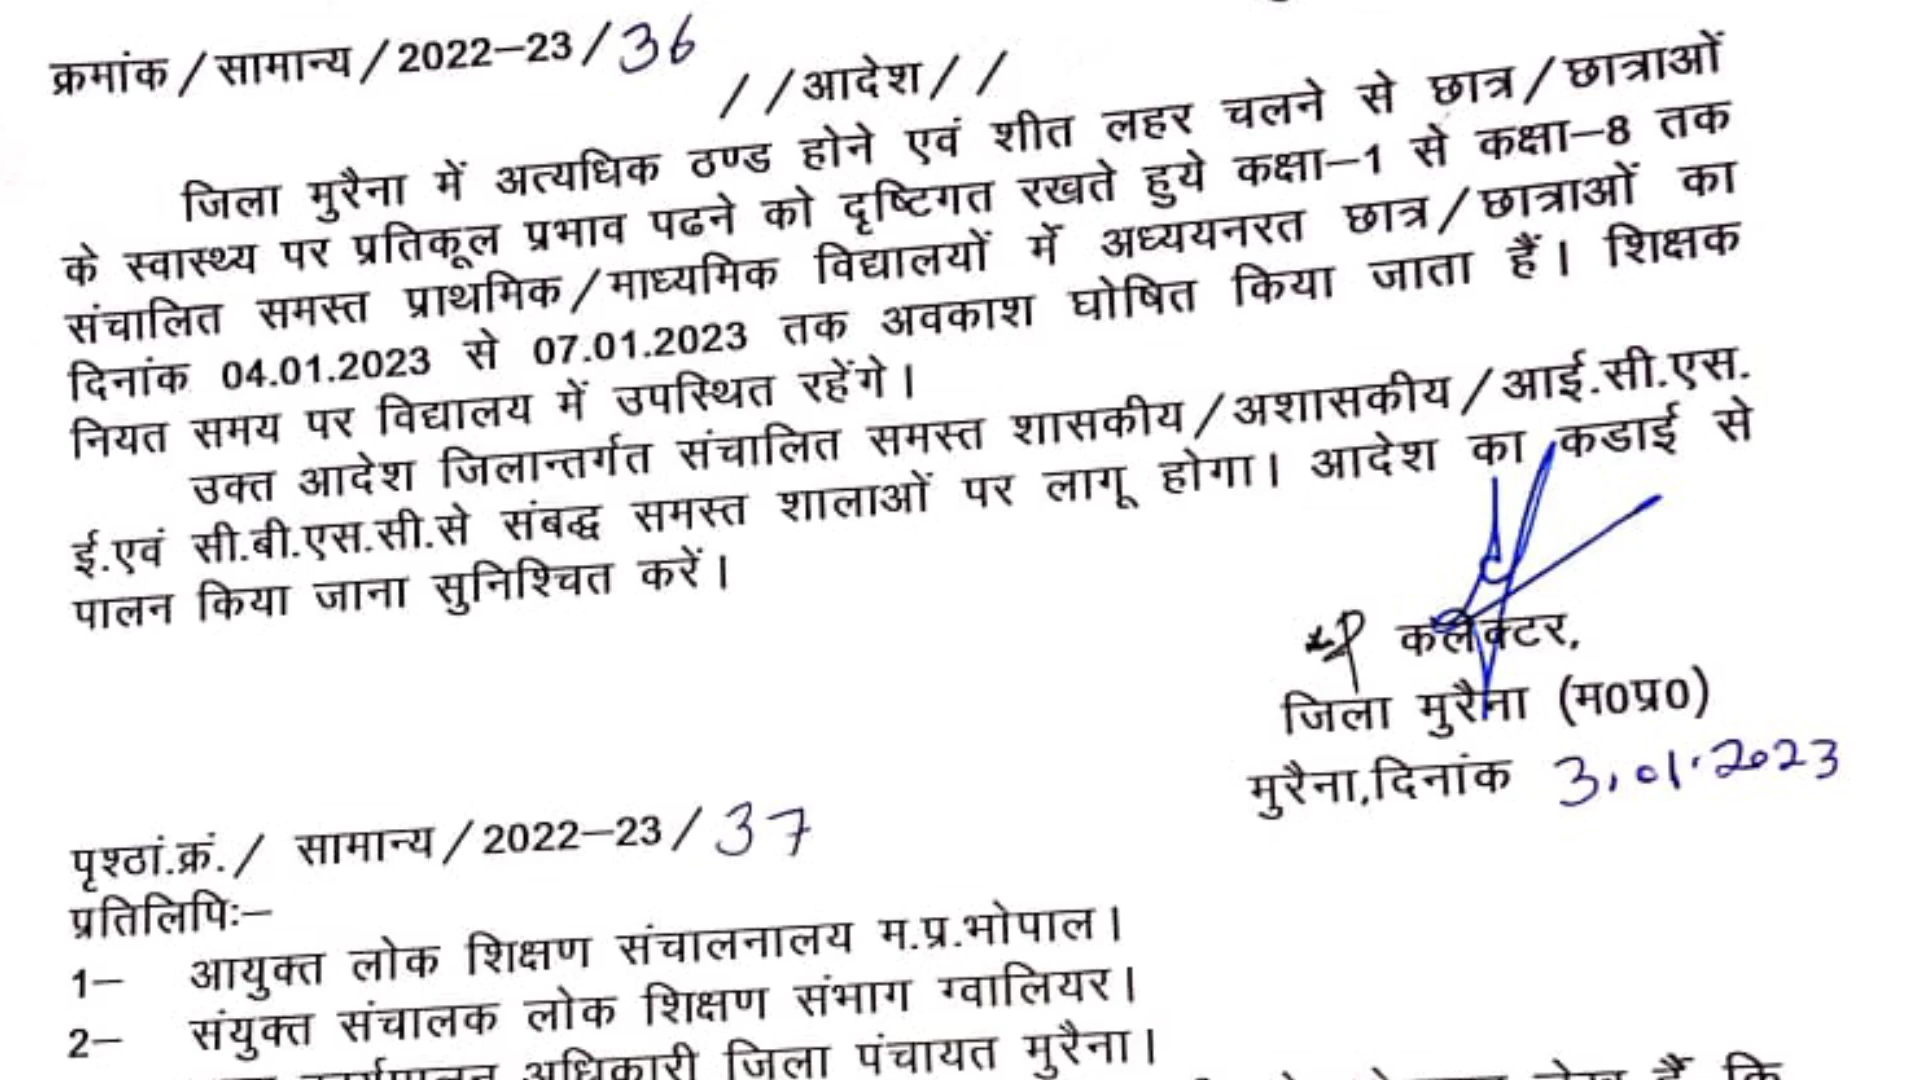 क्रमांक/सामान्य/2022–23/36
//आदेश//
जिला मुरैना में अत्यधिक ठण्ड होने एवं शीत लहर चलने से छात्र/छात्राओं
के स्वास्थ्य पर प्रतिकूल प्रभाव पढने को दृष्टिगत रखते हुये कक्षा–1 से कक्षा–8 तक
संचालित समस्त प्राथमिक/माध्यमिक विद्यालयों में अध्ययनरत छात्र/छात्राओं का
दिनांक 04.01.2023 से 07.01.2023 तक अवकाश घोषित किया जाता हैं। शिक्षक
नियत समय पर विद्यालय में उपस्थित रहेंगे।
उक्त आदेश जिलान्तर्गत संचालित समस्त शासकीय/अशासकीय/आई.सी.एस.
ई.एवं सी.बी.एस.सी.से संबद्ध समस्त शालाओं पर लागू होगा। आदेश का कडाई से
पालन किया जाना सुनिश्चित करें।
कलेक्टर,
जिला मुरैना (म0प्र0)
मुरैना,दिनांक 3.01.2023
पृश्ठां.क्रं./ सामान्य/2022–23/37
प्रतिलिपिः–
1– आयुक्त लोक शिक्षण संचालनालय म.प्र.भोपाल।
2– संयुक्त संचालक लोक शिक्षण संभाग ग्वालियर।
अधिकारी जिला पंचायत मुरैना।